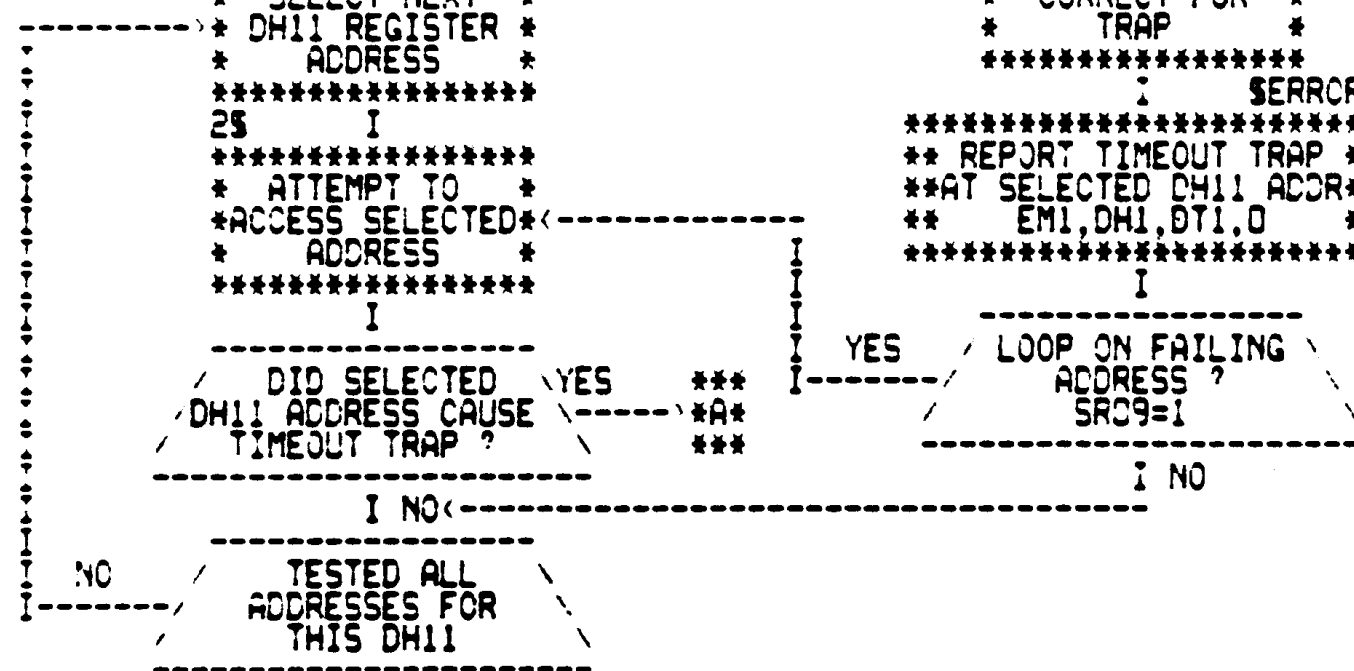 * SELECT NEXT *
* DH11 REGISTER *
* ADDRESS *
*****************
2$ I
*****************
* ATTEMPT TO *
*ACCESS SELECTED*<-------------
* ADDRESS *
*****************
I
-----------------
/ DID SELECTED \YES ***
/DH11 ADDRESS CAUSE \------>*A*
/ TIMEOUT TRAP ? \ ***
-----------------------
I NO<------------------------------------
-----------------
NO / TESTED ALL \
I-------/ ADDRESSES FOR \
/ THIS DH11 \
-----------------------
* CORRECT FOR *
* TRAP *
*****************
I $ERROR
************************
** REPORT TIMEOUT TRAP *
**AT SELECTED DH11 ADDR*
** EM1,DH1,DT1,0 *
************************
I
-----------------
YES / LOOP ON FAILING \
I-------/ ADDRESS ? \
/ SR09=1
-----------------------
I NO